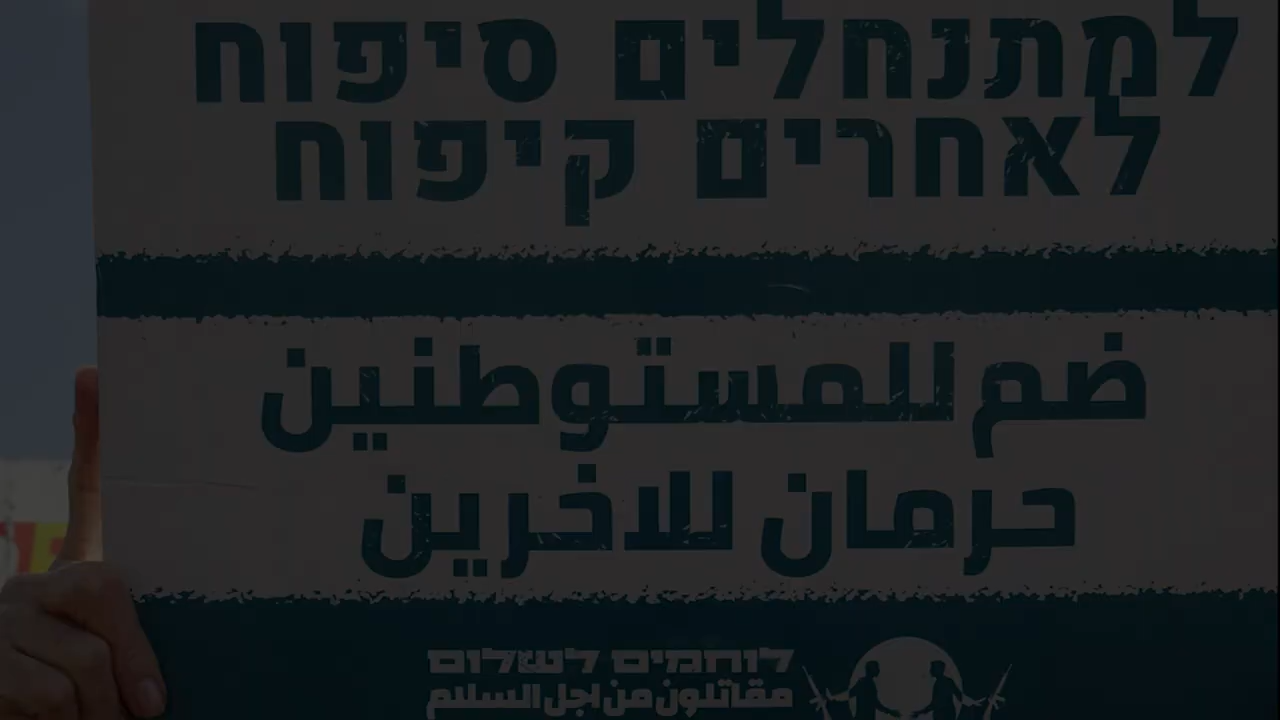 למתנחלים סיפוח
לאחרים קיפוח
ضم للمستوطنين
حرمان للاخرين
לוחמים לשלום
مقاتلون من اجل السلام